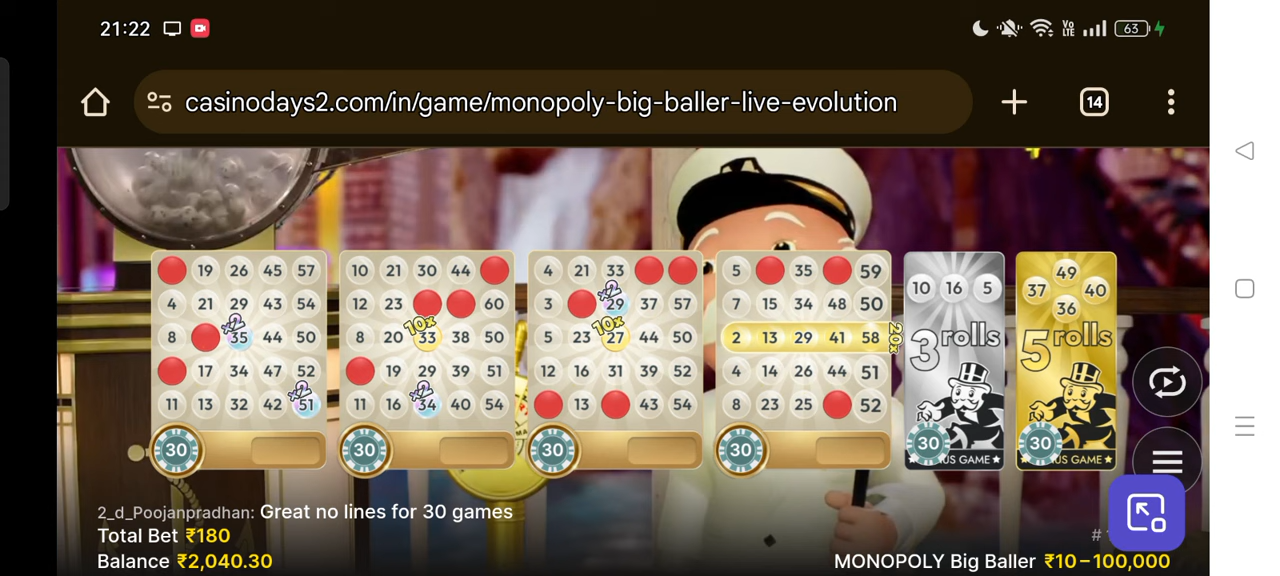 21:22
Vo LTE
63
casinodays2.com/in/game/monopoly-big-baller-live-evolution
14
19 26 45 57
4 21 29 43 54
8 x2 35 44 50
17 34 47 52
11 13 32 42 x2 51
30
10 21 30 44
12 23 60
8 20 10x 33 38 50
19 29 39 51
11 16 x2 34 40 54
30
4 21 33
3 x2 29 37 57
5 23 10x 27 44 50
12 16 31 39 52
13 43 54
30
5 35 59
7 15 34 48 50
2 13 29 41 58 20x
4 14 26 44 51
8 23 25 52
30
10 16 5
3 rolls
30
US GAME ★
49
37 40
36
5 rolls
30
US GAME ★
2_d_Poojanpradhan: Great no lines for 30 games
Total Bet ₹180
Balance ₹2,040.30
#
MONOPOLY Big Baller ₹10–100,000